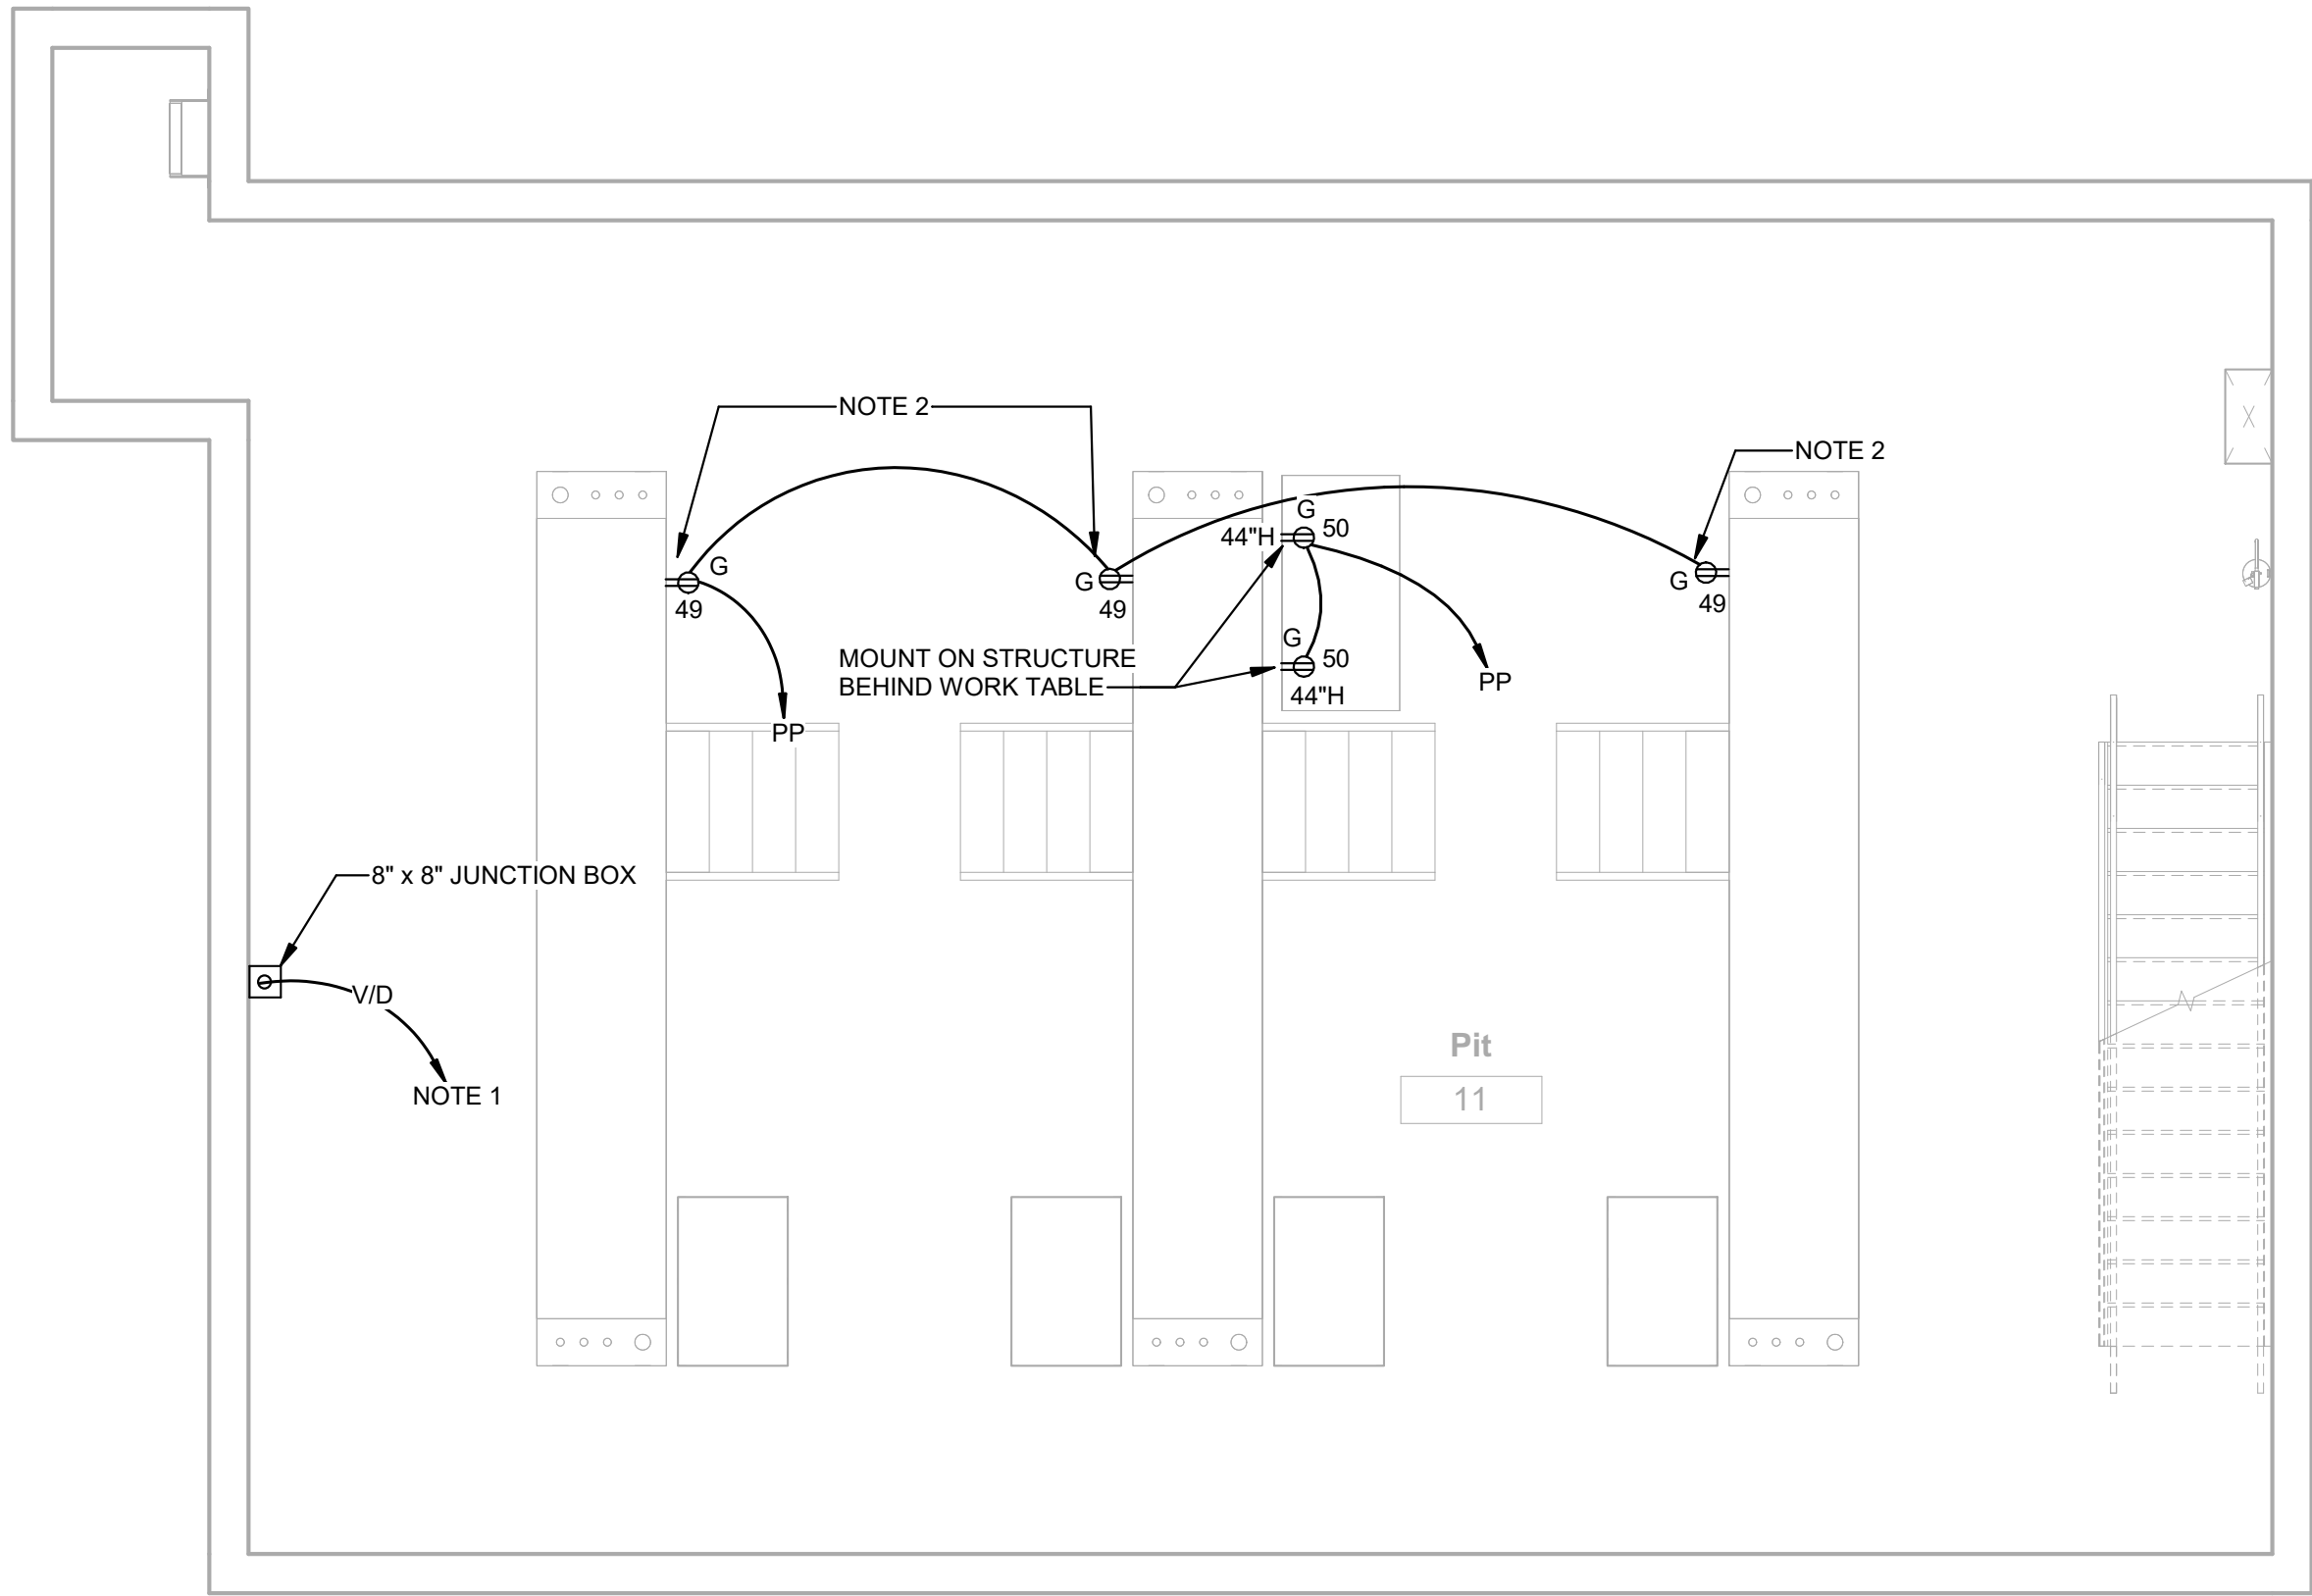 NOTE 2
NOTE 2
G
44"H
50
G
G
G
49
49
49
G
MOUNT ON STRUCTURE
BEHIND WORK TABLE
50
44"H
PP
PP
8" x 8" JUNCTION BOX
V/D
NOTE 1
Pit
11